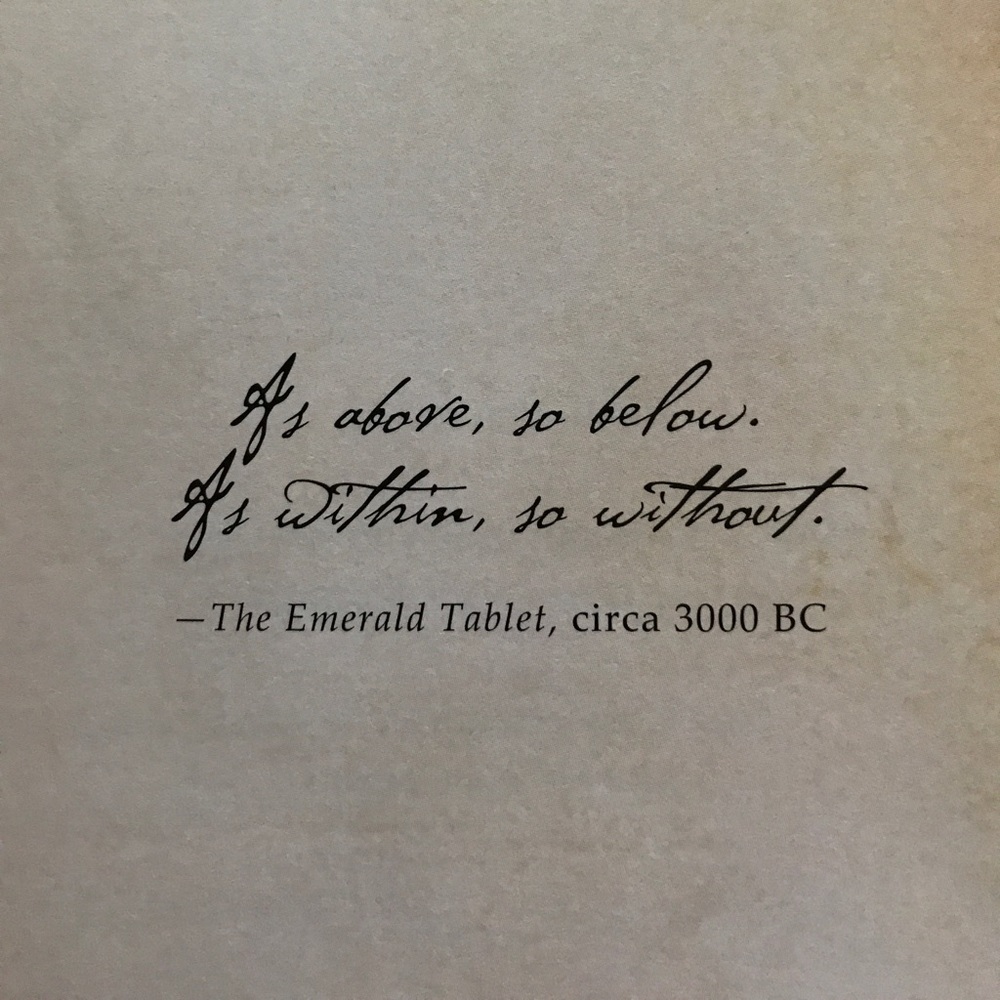 As above, so below.
As within, so without.
—The Emerald Tablet, circa 3000 BC